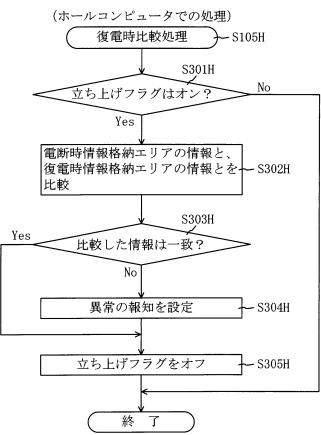 (ホールコンピュータでの処理)
復電時比較処理
S105H
S301H
立ち上げフラグはオン?
No
Yes
電断時情報格納エリアの情報と、
復電時情報格納エリアの情報とを
比較
S302H
S303H
Yes
比較した情報は一致?
No
異常の報知を設定
S304H
立ち上げフラグをオフ
S305H
終 了